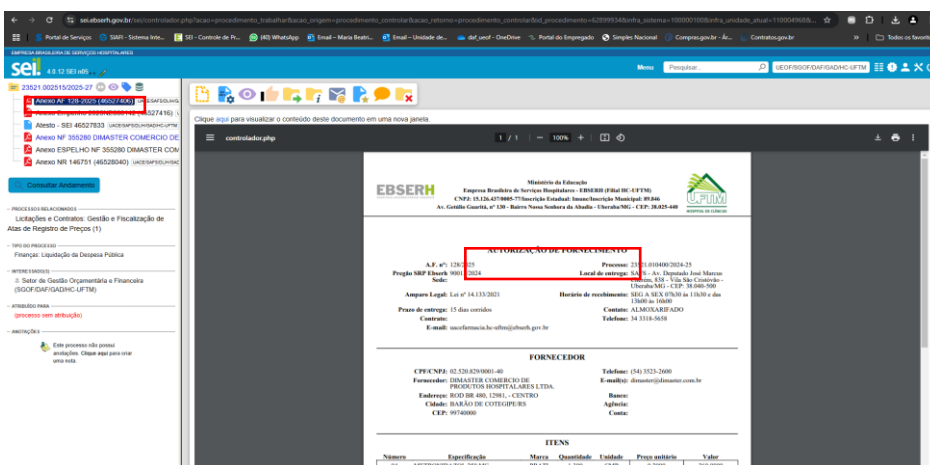 sei.ebserh.gov.br/sei/controlador.php?acao=procedimento_trabalhar&acao_origem=procedimento_controlar&acao_retorno=procedimento_controlar&id_procedimento=62899934&infra_sistema=100000100&infra_unidade_atual=110004968&...
Portal de Serviços
SIAFI - Sistema Inte...
SEI - Controle de Pr...
(40) WhatsApp
Email – Maria Beatri...
Email – Unidade de...
daf_ueof - OneDrive
Portal do Empregado
Simples Nacional
Compras.gov.br - Ár...
Contratos.gov.br
Todos os favorit
EMPRESA BRASILEIRA DE SERVIÇOS HOSPITALARES
sei. 4.0.12 SEI n05
Menu Pesquisar... UEOF/SGOF/DAF/GAD/HC-UFTM
23521.002515/2025-27
Anexo AF 128-2025 (46527406)
Atesto - SEI 46527833 UACE/SAFS/DLIH/GAD/HC-UFTM
Anexo NF 355280 DIMASTER COMERCIO DE
Anexo ESPELHO NF 355280 DIMASTER COM
Anexo NR 146751 (46528040) UACE/SAFS/DLIH/GAD
Consultar Andamento
PROCESSOS RELACIONADOS
Licitações e Contratos: Gestão e Fiscalização de
Atas de Registro de Preços (1)
TIPO DO PROCESSO
Finanças: Liquidação da Despesa Pública
INTERESSADO(S)
Setor de Gestão Orçamentária e Financeira
(SGOF/DAF/GAD/HC-UFTM)
ATRIBUÍDO PARA
(processo sem atribuição)
ANOTAÇÕES
Este processo não possui
anotações. Clique aqui para criar
uma nota.
Clique aqui para visualizar o conteúdo deste documento em uma nova janela.
controlador.php 1 / 1 100%
EBSERH
Ministério da Educação
Empresa Brasileira de Serviços Hospitalares - EBSERH (Filial HC-UFTM)
CNPJ: 15.126.437/0005-77/Inscrição Estadual: Imune/Inscrição Municipal: 89.846
Av. Getúlio Guaritá, nº 130 - Bairro Nossa Senhora da Abadia - Uberaba/MG - CEP: 38.025-440
UFTM
HOSPITAL DE CLÍNICAS
AUTORIZAÇÃO DE FORNECIMENTO
A.F. nº: 128/2025 Processo: 23521.010400/2024-25
Pregão SRP Ebserh Local de entrega: SAFS - Av. Deputado José Marcus
Sede: 838 - Vila São Cristóvão -
Uberaba/MG - CEP: 38.040-500
Amparo Legal: Lei nº 14.133/2021 Horário de recebimento: SEG A SEX 07h30 às 11h30 e das
13h00 às 16h00
Prazo de entrega: 15 dias corridos Contato: ALMOXARIFADO
Contrato: Telefone: 34 3318-5658
E-mail: uacefarmacia.hc-uftm@ebserh.gov.br
FORNECEDOR
CPF/CNPJ: 02.520.829/0001-40 Telefone: (54) 3523-2600
Fornecedor: DIMASTER COMERCIO DE E-mail(s): dimaster@dimaster.com.br
PRODUTOS HOSPITALARES LTDA.
Endereço: ROD BR 480, 12981, - CENTRO Banco:
Cidade: BARÃO DE COTEGIPE/RS Agência:
CEP: 99740000 Conta:
ITENS
Número Especificação Marca Quantidade Unidade Preço unitário Valor